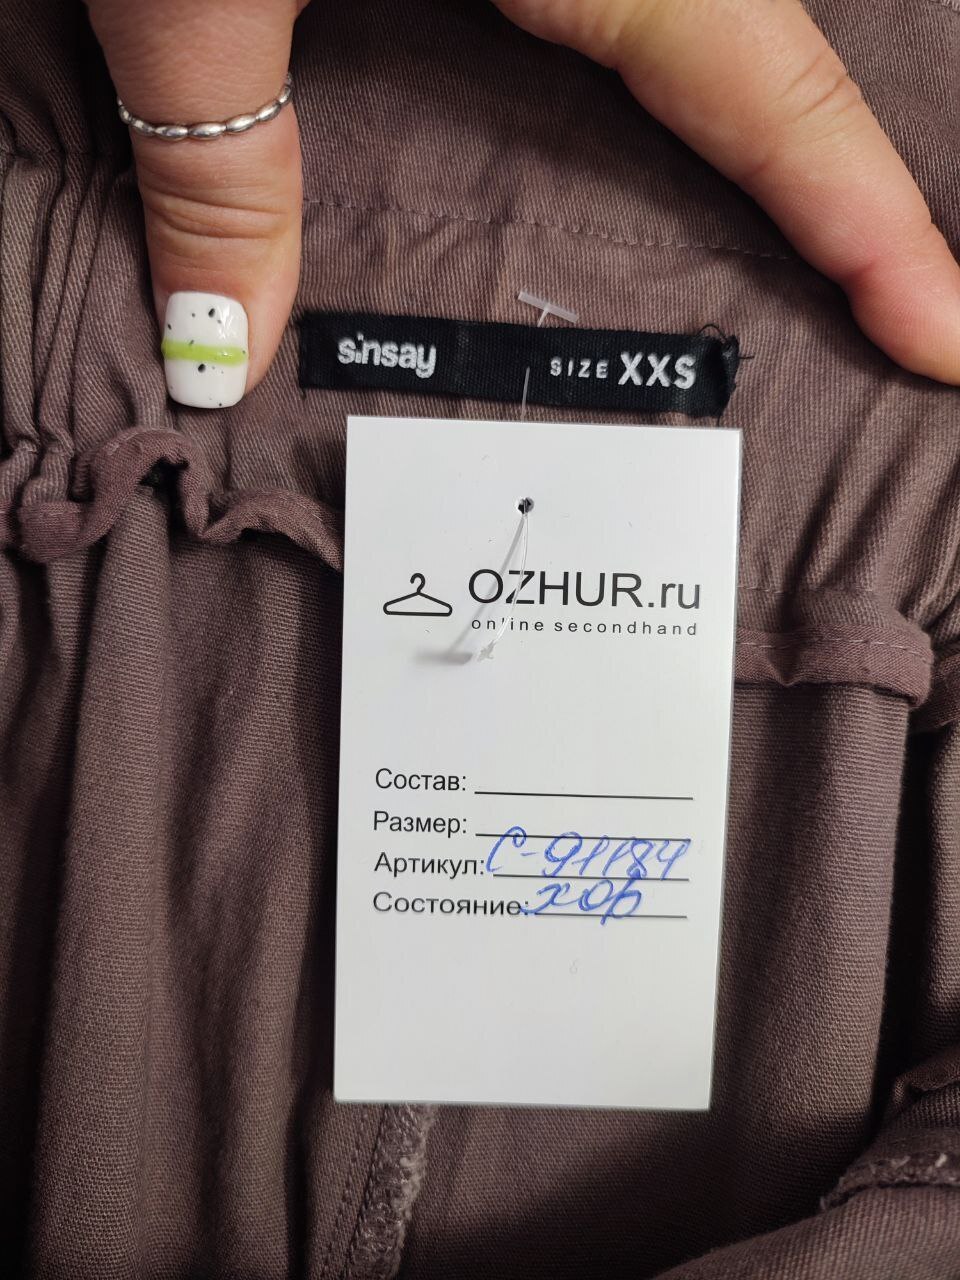 sinsay SIZE XXS
OZHUR.ru
online secondhand
Состав:
Размер:
Артикул: С-91184
Состояние: хор